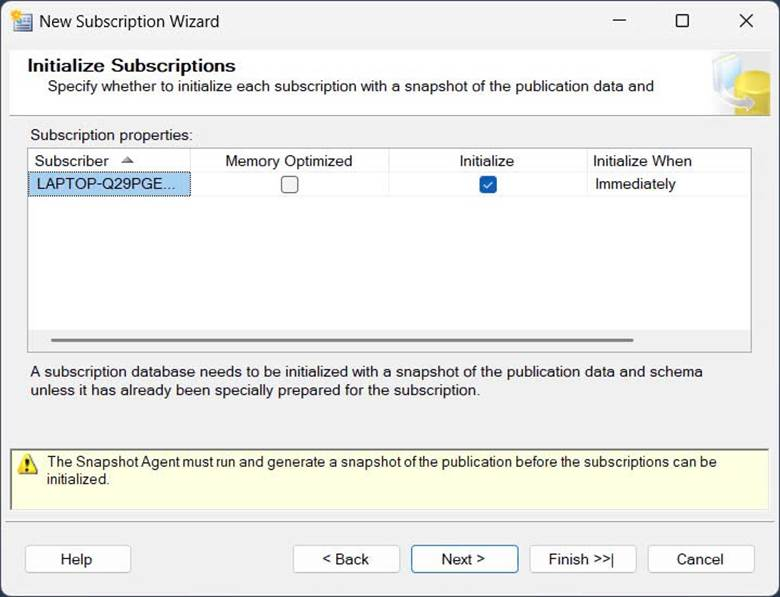 New Subscription Wizard
Initialize Subscriptions
Specify whether to initialize each subscription with a snapshot of the publication data and
Subscription properties:
Subscriber Memory Optimized Initialize Initialize When
LAPTOP-Q29PGE... Immediately
A subscription database needs to be initialized with a snapshot of the publication data and schema
unless it has already been specially prepared for the subscription.
The Snapshot Agent must run and generate a snapshot of the publication before the subscriptions can be
initialized.
Help < Back Next > Finish >>| Cancel